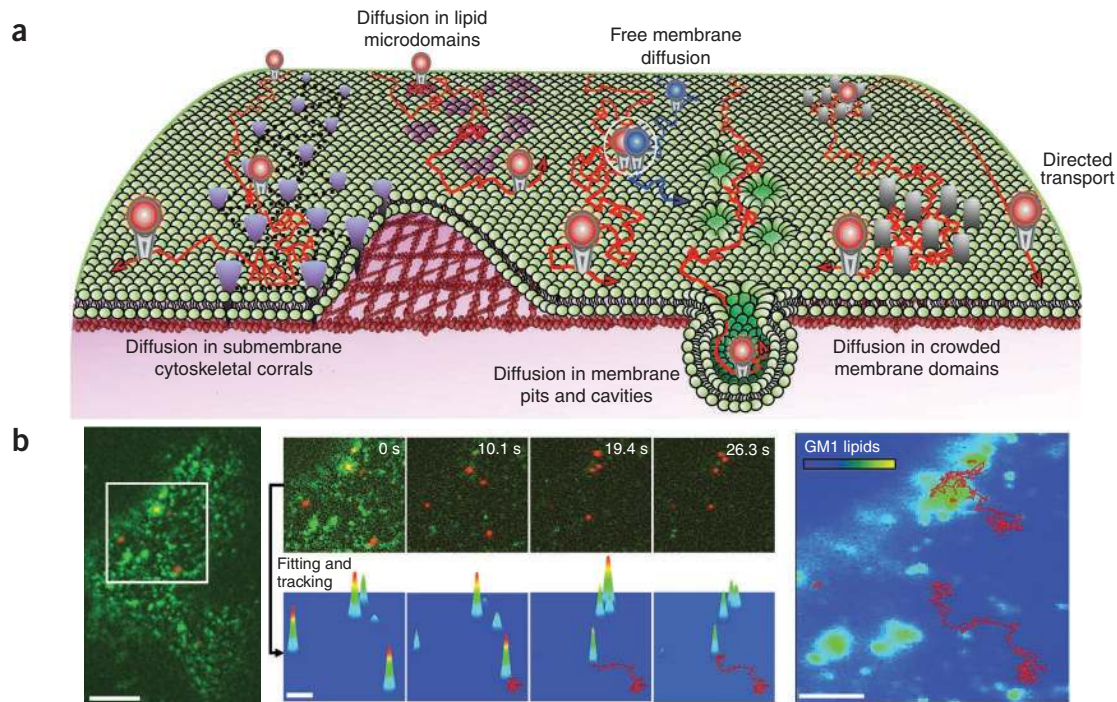 a
Diffusion in lipid
microdomains
Free membrane
diffusion
Directed
transport
Diffusion in submembrane
cytoskeletal corrals
Diffusion in membrane
pits and cavities
Diffusion in crowded
membrane domains
b
0 s
10.1 s
19.4 s
26.3 s
GM1 lipids
Fitting and
tracking